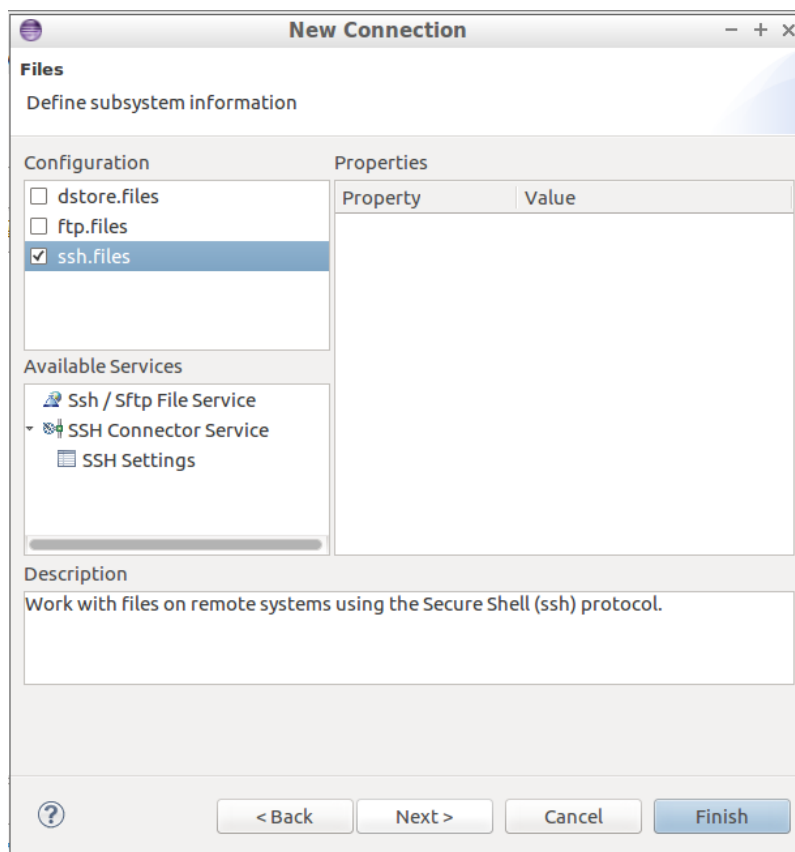 New Connection
Files
Define subsystem information
Configuration
dstore.files
ftp.files
ssh.files
Properties
Property Value
Available Services
Ssh / Sftp File Service
SSH Connector Service
SSH Settings
Description
Work with files on remote systems using the Secure Shell (ssh) protocol.
? < Back Next > Cancel Finish